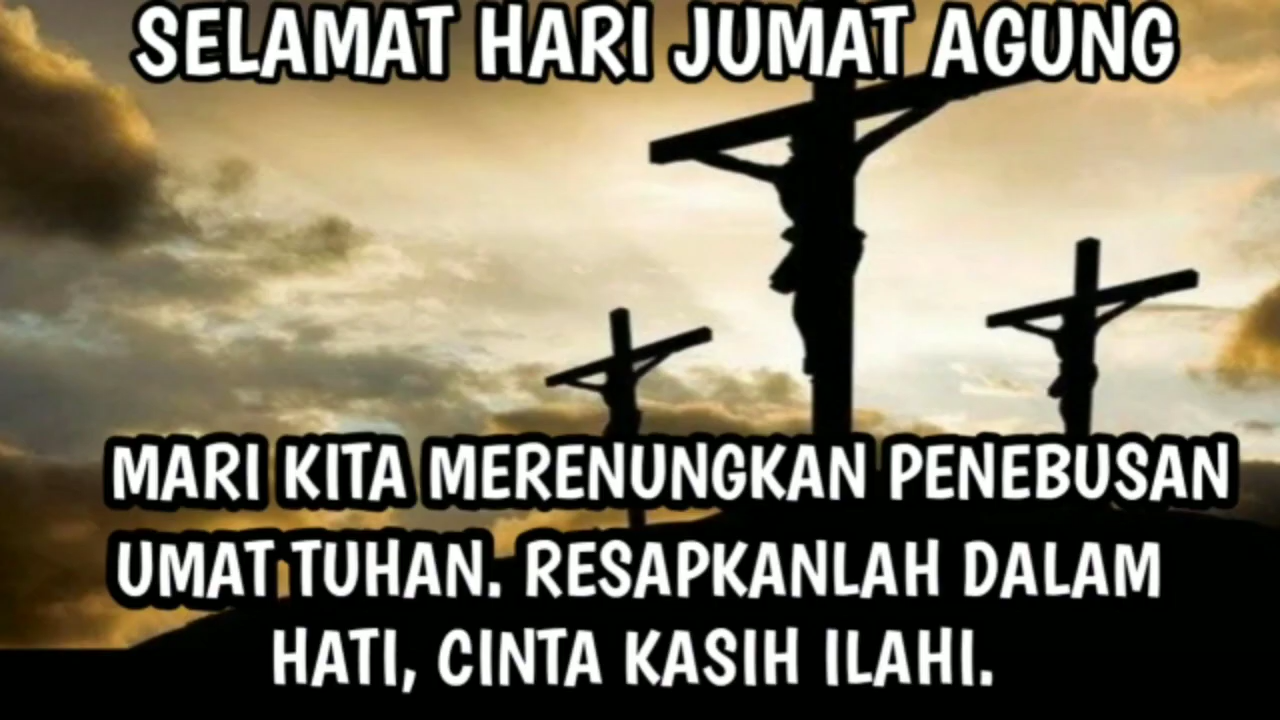 SELAMAT HARI JUMAT AGUNG
MARI KITA MERENUNGKAN PENEBUSAN
UMAT TUHAN. RESAPKANLAH DALAM
HATI, CINTA KASIH ILAHI.